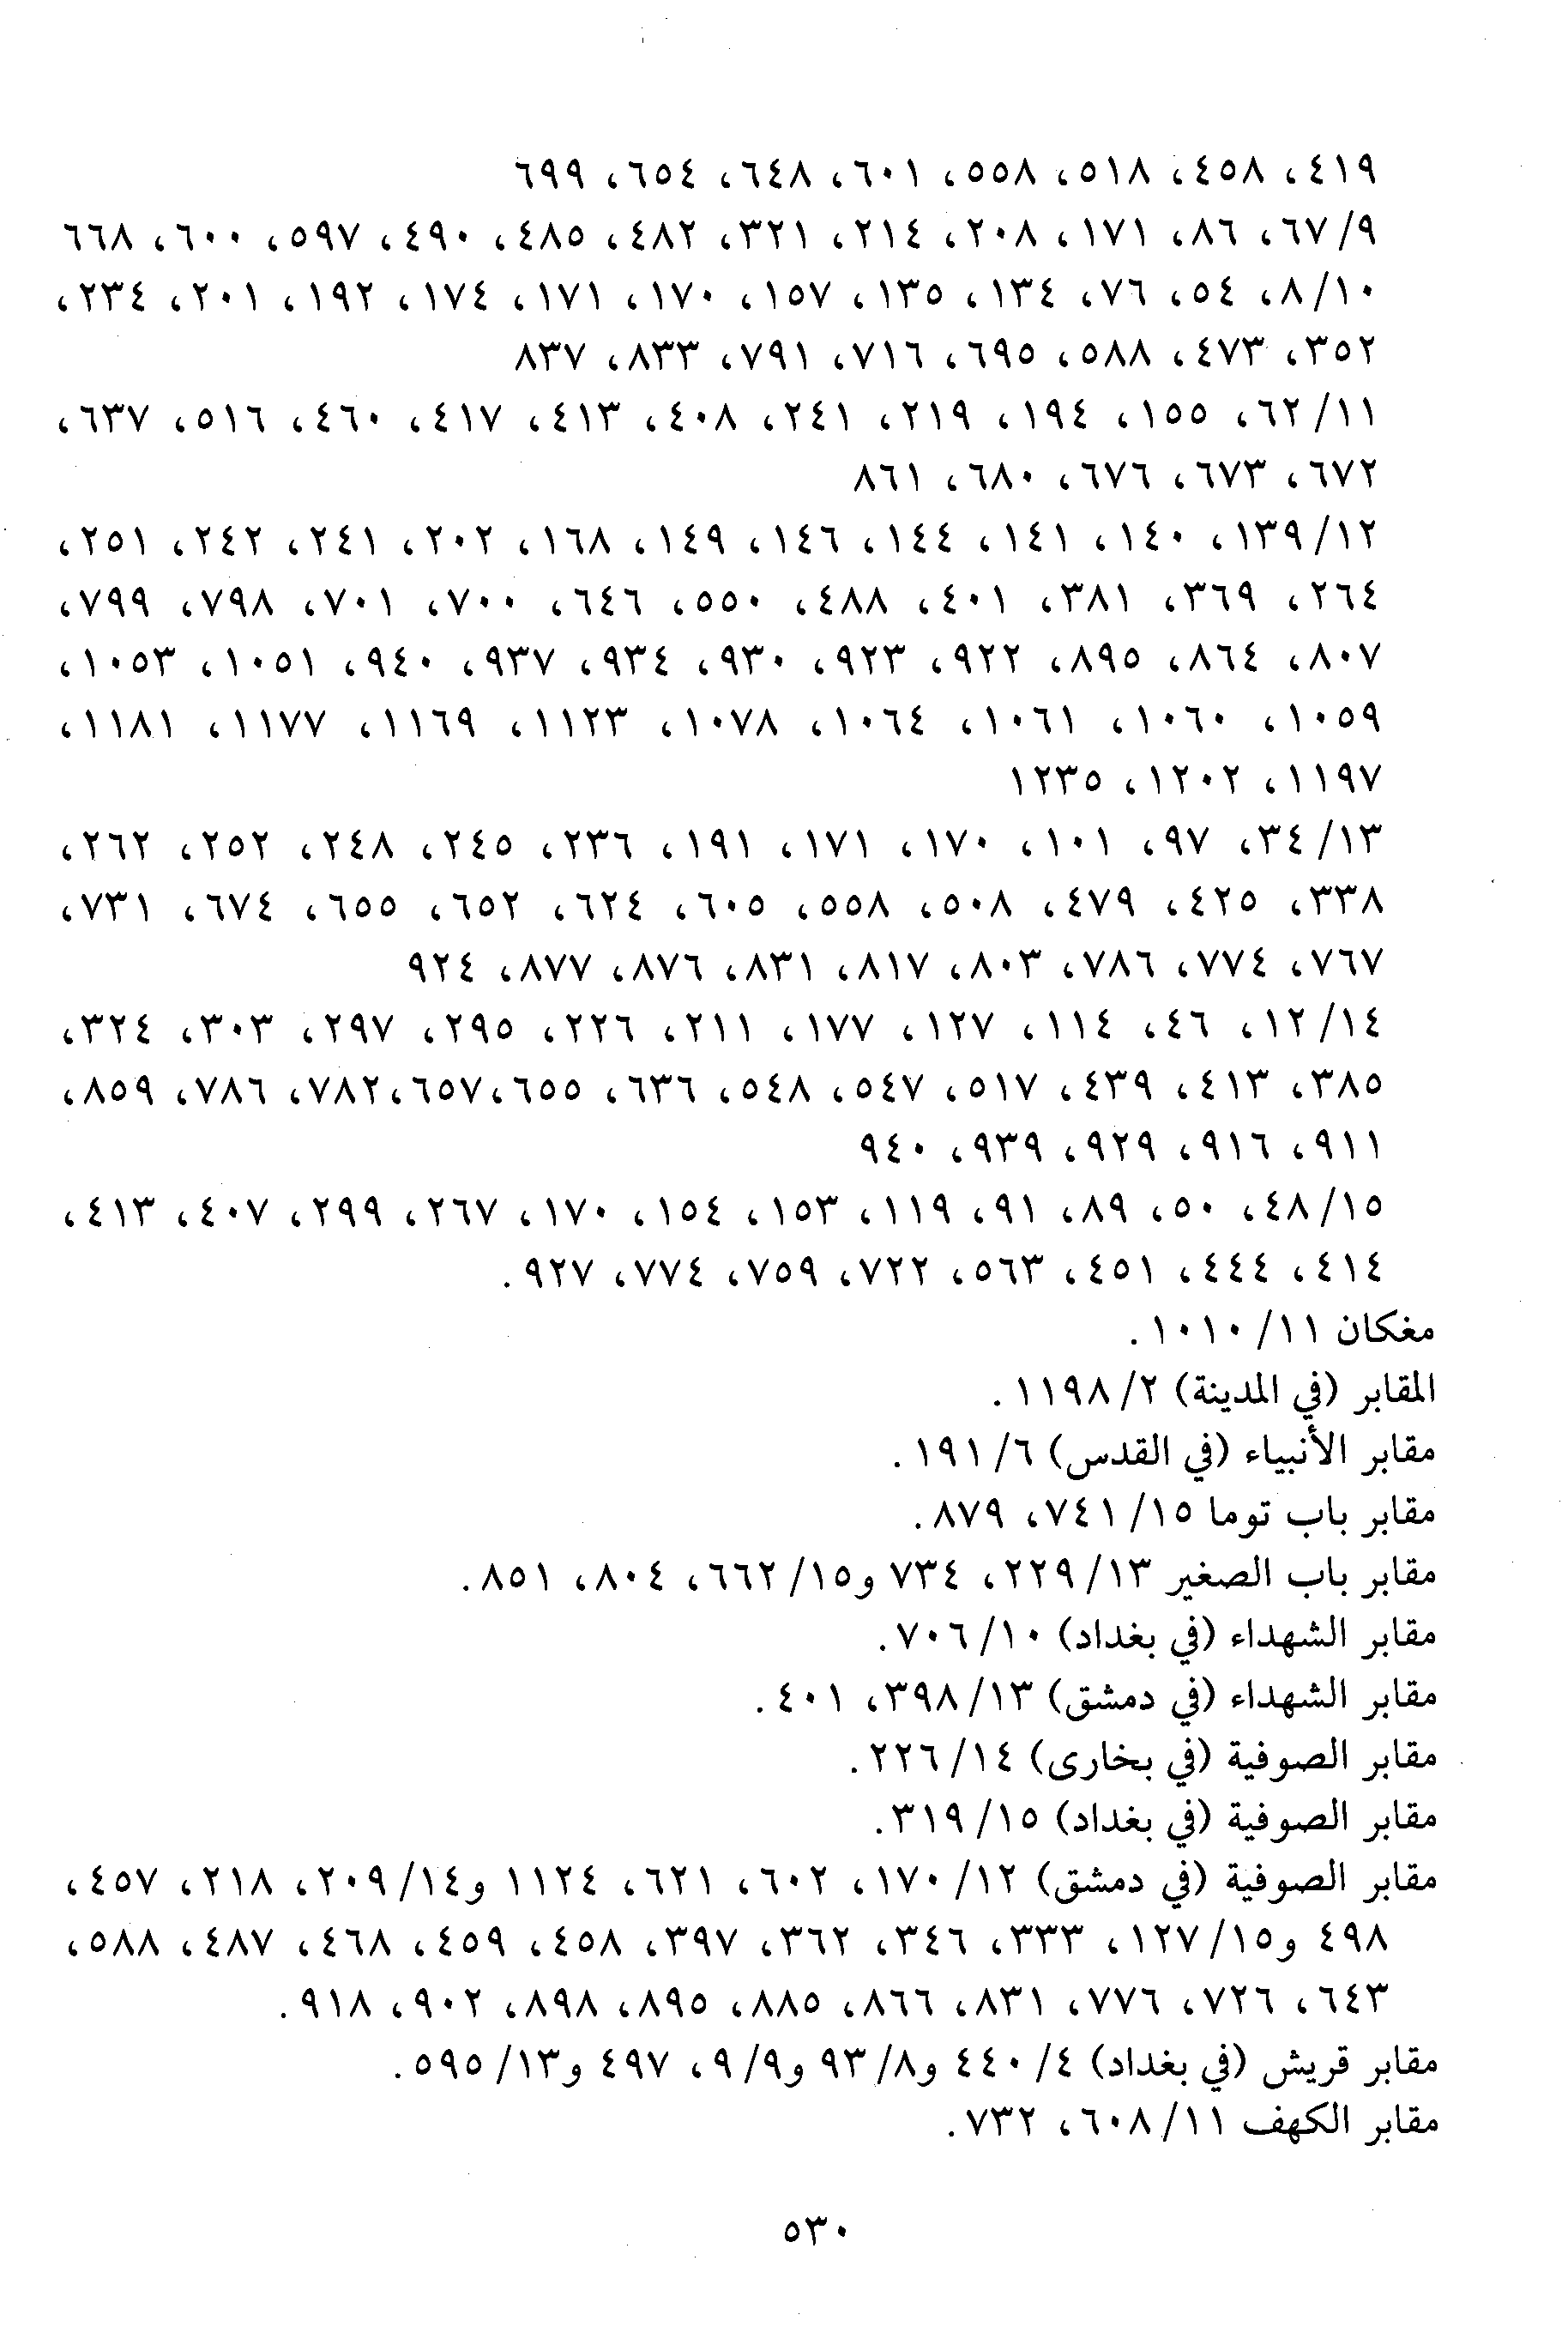 ٤١٩، ٤٥٨، ٥١٨، ٥٥٨، ٦٠١، ٦٤٨، ٦٥٤، ٦٩٩
٩/ ٦٧، ٨٦، ١٧١، ٢٠٨، ٢١٤، ٣٢١، ٤٨٢، ٤٨٥، ٤٩٠، ٥٩٧، ٦٠٠، ٦٦٨
١٠/ ٨، ٥٤، ٧٦، ١٣٤، ١٣٥، ١٥٧، ١٧٠، ١٧١، ١٧٤، ١٩٢، ٢٠١، ٢٣٤،
٣٥٢، ٤٧٣، ٥٨٨، ٦٩٥، ٧١٦، ٧٩١، ٨٣٣، ٨٣٧
١١/ ٦٢، ١٥٥، ١٩٤، ٢١٩، ٢٤١، ٤٠٨، ٤١٣، ٤١٧، ٤٦٠، ٥١٦، ٦٣٧،
٦٧٢، ٦٧٣، ٦٧٦، ٦٨٠، ٨٦١
١٢/ ١٣٩، ١٤٠، ١٤١، ١٤٤، ١٤٦، ١٤٩، ١٦٨، ٢٠٢، ٢٤١، ٢٤٢، ٢٥١،
٢٦٤، ٣٦٩، ٣٨١، ٤٠١، ٤٨٨، ٥٥٠، ٦٤٦، ٧٠٠، ٧٠١، ٧٩٨، ٧٩٩،
٨٠٧، ٨٦٤، ٨٩٥، ٩٢٢، ٩٢٣، ٩٣٠، ٩٣٤، ٩٣٧، ٩٤٠، ١٠٥١، ١٠٥٣،
١٠٥٩، ١٠٦٠، ١٠٦١، ١٠٦٤، ١٠٧٨، ١١٢٣، ١١٦٩، ١١٧٧، ١١٨١،
١١٩٧، ١٢٠٢، ١٢٣٥
١٣/ ٣٤، ٩٧، ١٠١، ١٧٠، ١٧١، ١٩١، ٢٣٦، ٢٤٥، ٢٤٨، ٢٥٢، ٢٦٢،
٣٣٨، ٤٢٥، ٤٧٩، ٥٠٨، ٥٥٨، ٦٠٥، ٦٢٤، ٦٥٢، ٦٥٥، ٦٧٤، ٧٣١،
٧٦٧، ٧٧٤، ٧٨٦، ٨٠٣، ٨١٧، ٨٣١، ٨٧٦، ٨٧٧، ٩٢٤
١٤/ ١٢، ٤٦، ١١٤، ١٢٧، ١٧٧، ٢١١، ٢٢٦، ٢٩٥، ٢٩٧، ٣٠٣، ٣٢٤،
٣٨٥، ٤١٣، ٤٣٩، ٥١٧، ٥٤٧، ٥٤٨، ٦٣٦، ٦٥٥،٦٥٧،٧٨٢، ٧٨٦، ٨٥٩،
٩١١، ٩١٦، ٩٢٩، ٩٣٩، ٩٤٠
١٥/ ٤٨، ٥٠، ٨٩، ٩١، ١١٩، ١٥٣، ١٥٤، ١٧٠، ٢٦٧، ٢٩٩، ٤٠٧، ٤١٣،
٤١٤، ٤٤٤، ٤٥١، ٥٦٣، ٧٢٢، ٧٥٩، ٧٧٤، ٩٢٧.
مغكان ١١/ ١٠١٠.
المقابر (في المدينة) ٢/ ١١٩٨.
مقابر الأنبياء (في القدس) ٦/ ١٩١.
مقابر باب توما ١٥/ ٧٤١، ٨٧٩.
مقابر باب الصغير ١٣/ ٢٢٩، ٧٣٤ و١٥/ ٦٦٢، ٨٠٤، ٨٥١.
مقابر الشهداء (في بغداد) ١٠/ ٧٠٦.
مقابر الشهداء (في دمشق) ١٣/ ٣٩٨، ٤٠١.
مقابر الصوفية (في بخارى) ١٤/ ٢٢٦.
مقابر الصوفية (في بغداد) ١٥/ ٣١٩.
مقابر الصوفية (في دمشق) ١٢/ ١٧٠، ٦٠٢، ٦٢١، ١١٢٤ و١٤/ ٢٠٩، ٢١٨، ٤٥٧،
٤٩٨ و١٥/ ١٢٧، ٣٣٣، ٣٤٦، ٣٦٢، ٣٩٧، ٤٥٨، ٤٥٩، ٤٦٨، ٤٨٧، ٥٨٨،
٦٤٣، ٧٢٦، ٧٧٦، ٨٣١، ٨٦٦، ٨٨٥، ٨٩٥، ٨٩٨، ٩٠٢، ٩١٨.
مقابر قريش (في بغداد) ٤/ ٤٤٠ و٨/ ٩٣ و٩/ ٩، ٤٩٧ و١٣/ ٥٩٥.
مقابر الكهف ١١/ ٦٠٨، ٧٣٢.
٥٣٠